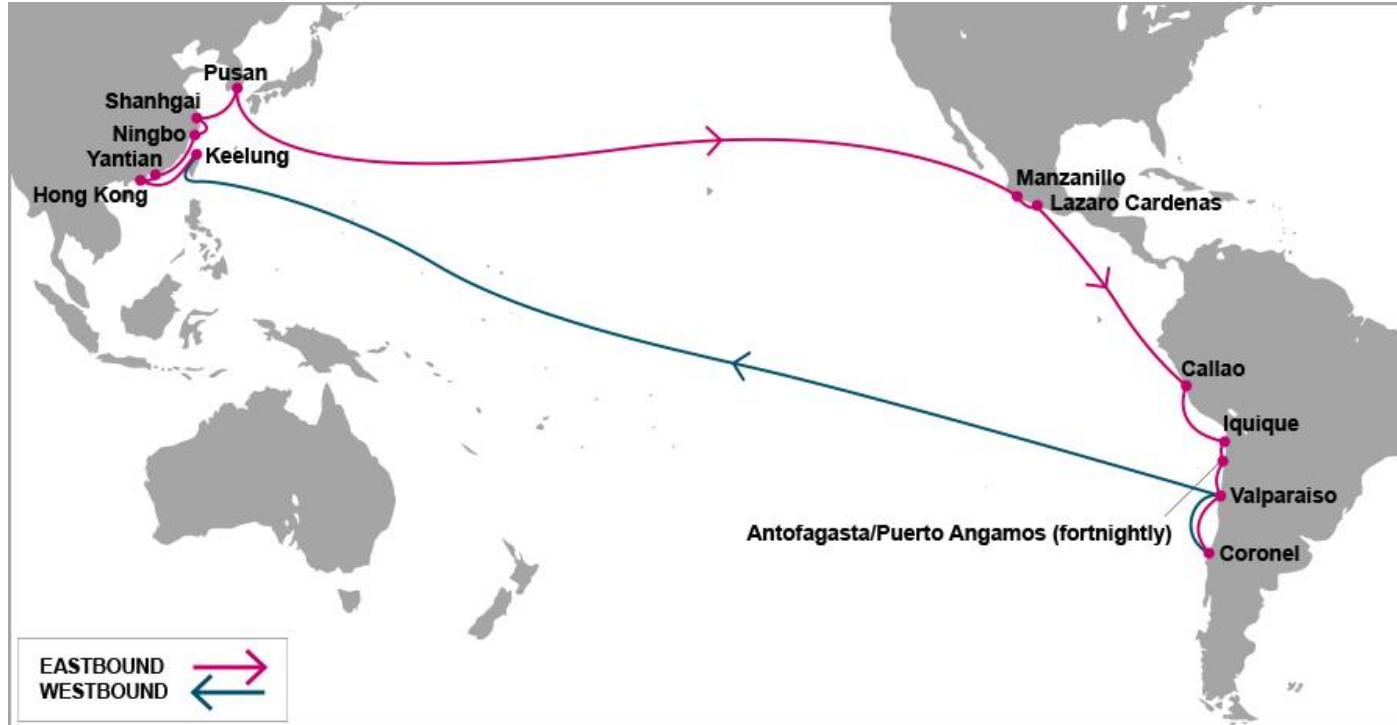 Pusan
Shanhgai
Ningbo
Keelung
Yantian
Hong Kong
Manzanillo
Lazaro Cardenas
Callao
Iquique
Valparaiso
Antofagasta/Puerto Angamos (fortnightly)
Coronel
EASTBOUND
WESTBOUND